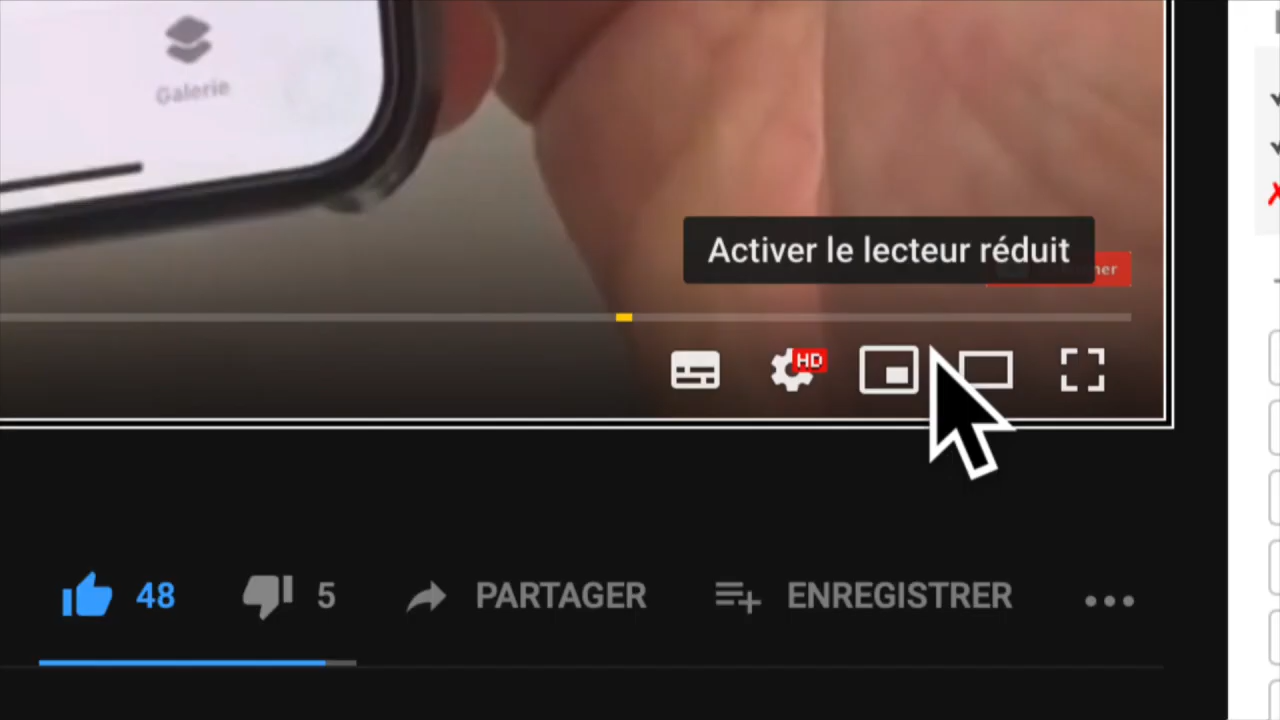 Galerie
Activer le lecteur réduit
HD
48
5
PARTAGER
ENREGISTRER